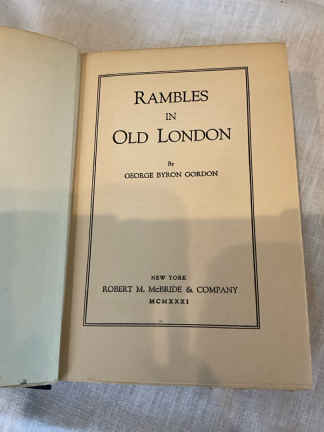 RAMBLES
IN
OLD LONDON
By
GEORGE BYRON GORDON
NEW YORK
ROBERT M. McBRIDE & COMPANY
MCMXXXI